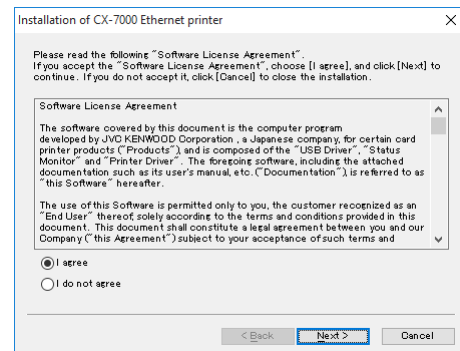 Installation of CX-7000 Ethernet printer
Please read the following "Software License Agreement".
If you accept the "Software License Agreement", choose [I agree], and click [Next] to
continue. If you do not accept it, click [Cancel] to close the installation.
Software License Agreement
The software covered by this document is the computer program
developed by JVC KENWOOD Corporation , a Japanese company, for certain card
printer products ("Products"), and is composed of the "USB Driver", "Status
Monitor" and "Printer Driver". The foregoing software, including the attached
documentation such as its user's manual, etc. ("Documentation"), is referred to as
"this Software" hereafter.
The use of this Software is permitted only to you, the customer recognized as an
"End User" thereof, solely according to the terms and conditions provided in this
document. This document shall constitute a legal agreement between you and our
Company ("this Agreement") subject to your acceptance of such terms and
I agree
I do not agree
< Back
Next >
Cancel